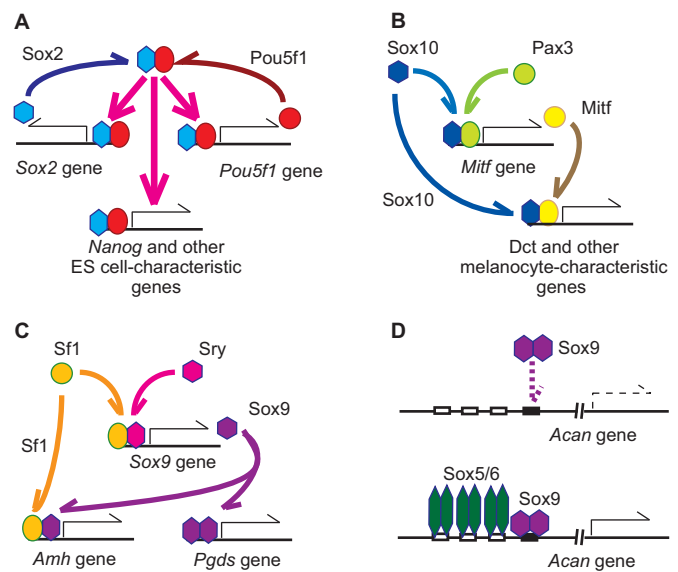 A
Sox2
Pou5f1
Sox2 gene
Pou5f1 gene
Nanog and other
ES cell-characteristic
genes
B
Sox10
Pax3
Mitf
Mitf gene
Sox10
Dct and other
melanocyte-characteristic
genes
C
Sf1
Sry
Sox9
Sf1
Sox9 gene
Amh gene
Pgds gene
D
Sox9
Acan gene
Sox5/6
Sox9
Acan gene